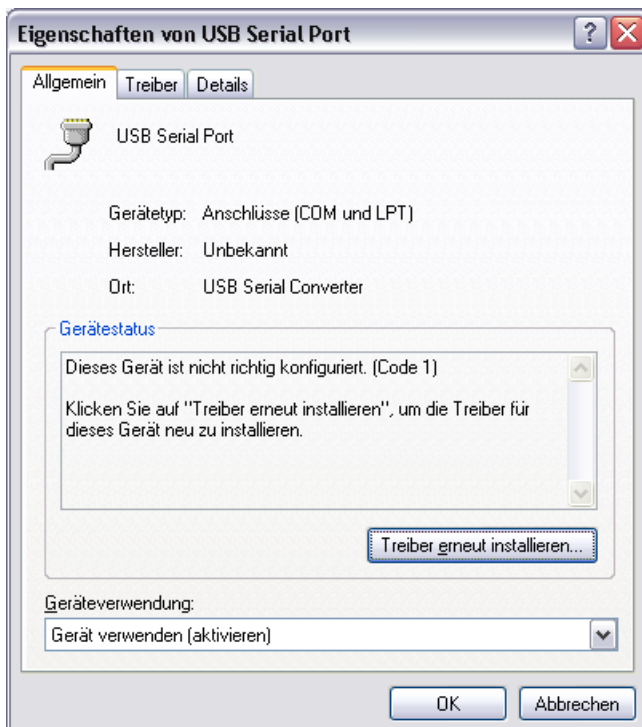 Eigenschaften von USB Serial Port
Allgemein Treiber Details
USB Serial Port
Gerätetyp: Anschlüsse (COM und LPT)
Hersteller: Unbekannt
Ort: USB Serial Converter
Gerätestatus
Dieses Gerät ist nicht richtig konfiguriert. (Code 1)
Klicken Sie auf "Treiber erneut installieren", um die Treiber für
dieses Gerät neu zu installieren.
Treiber erneut installieren...
Geräteverwendung:
Gerät verwenden (aktivieren)
OK Abbrechen